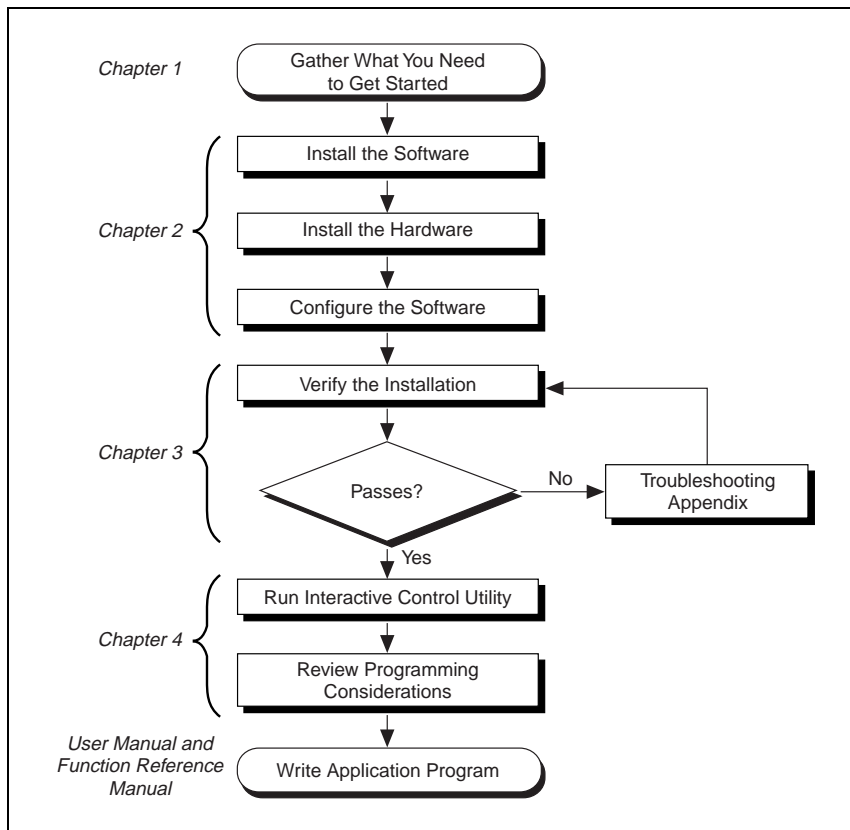 Chapter 1
Gather What You Need
to Get Started
Install the Software
Chapter 2
Install the Hardware
Configure the Software
Verify the Installation
Chapter 3
Passes?
No
Troubleshooting
Appendix
Yes
Run Interactive Control Utility
Chapter 4
Review Programming
Considerations
User Manual and
Function Reference
Manual
Write Application Program